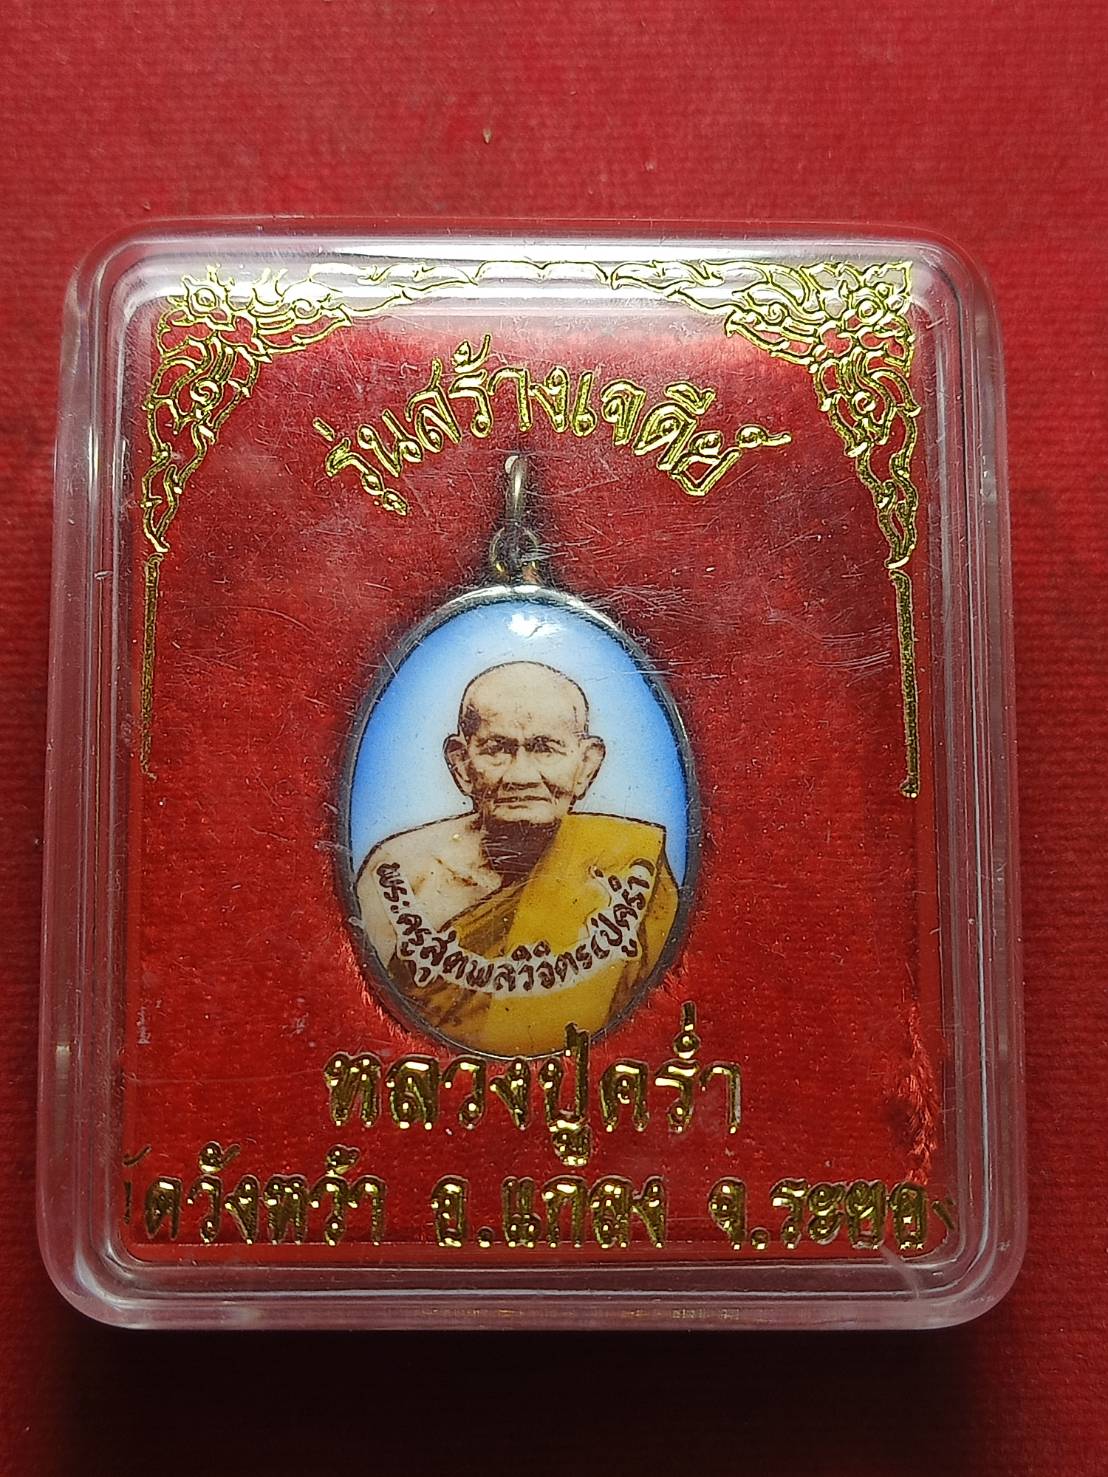 รุ่นสร้างเจดีย์
พระครูสุตพลวิจิตร(ปู่คร่ำ)
หลวงปู่คร่ำ
วัดวังหว้า อ.แกลง จ.ระยอง